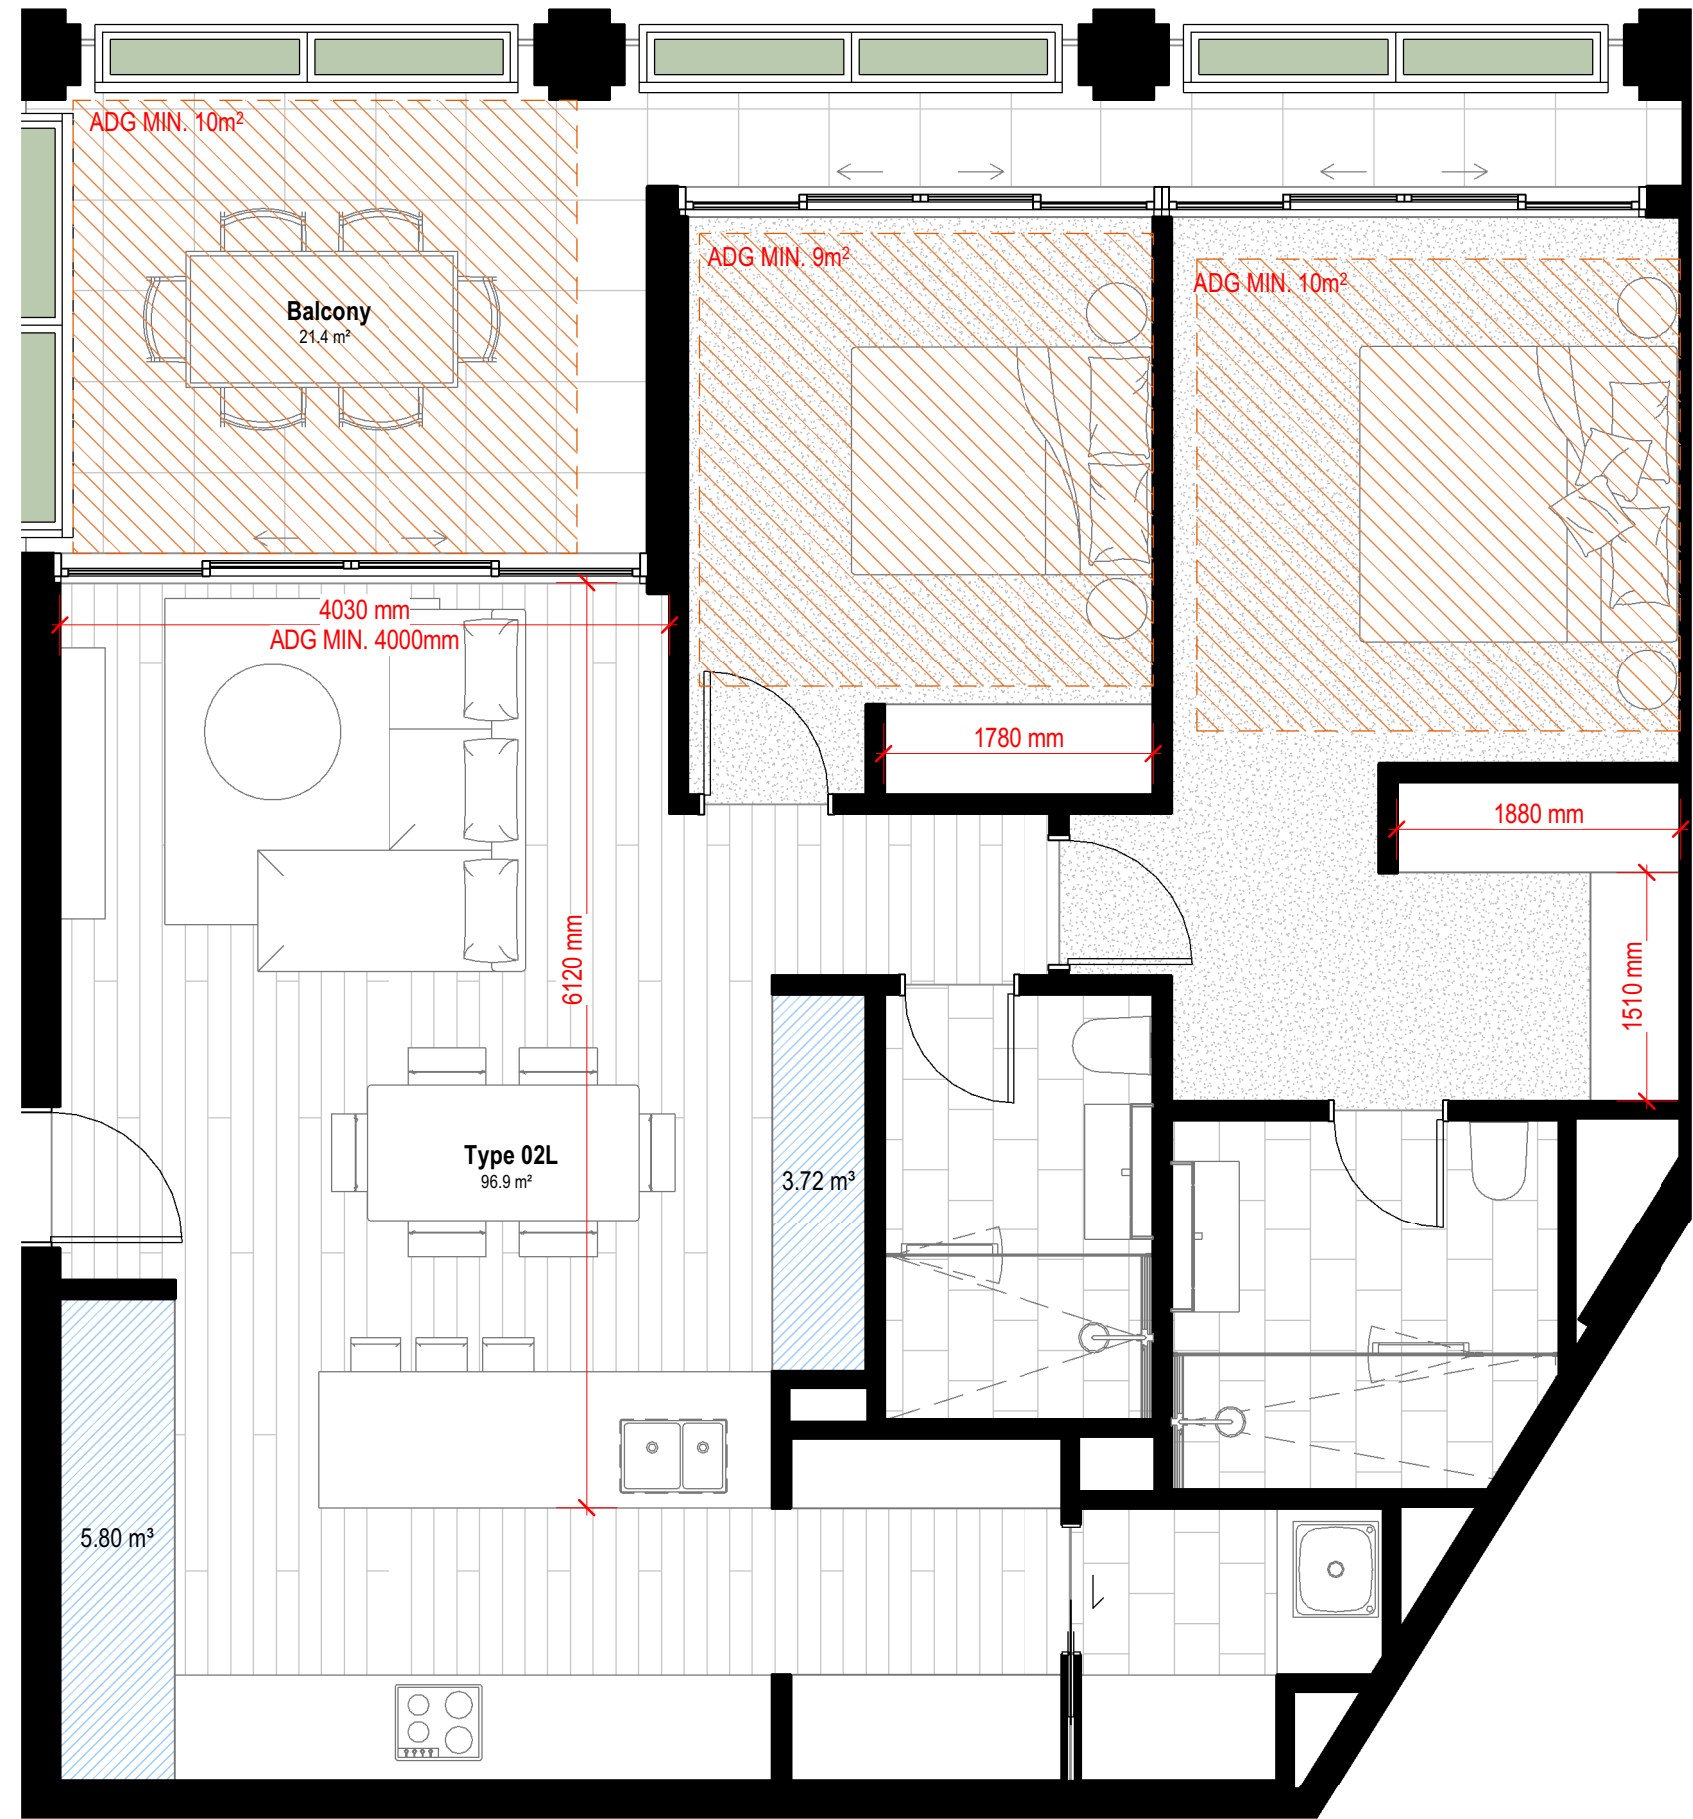 ADG MIN. 10m²
ADG MIN. 9m²
ADG MIN. 10m²
Balcony
21.4 m²
4030 mm
ADG MIN. 4000mm
1780 mm
1880 mm
6120 mm
1510 mm
Type 02L
96.9 m²
3.72 m³
5.80 m³